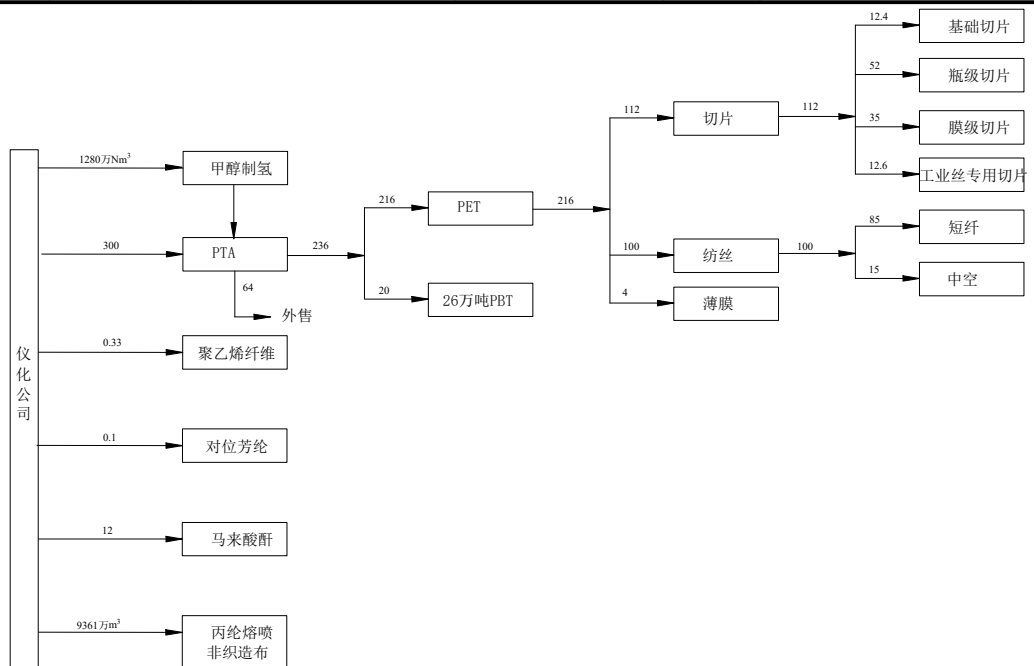 仪化公司
1280万Nm³
甲醇制氢
300
PTA
64
外售
236
216
PET
20
26万吨PBT
216
112
切片
112
12.4
基础切片
52
瓶级切片
35
膜级切片
12.6
工业丝专用切片
100
纺丝
100
85
短纤
15
中空
4
薄膜
0.33
聚乙烯纤维
0.1
对位芳纶
12
马来酸酐
9361万m³
丙纶熔喷
非织造布